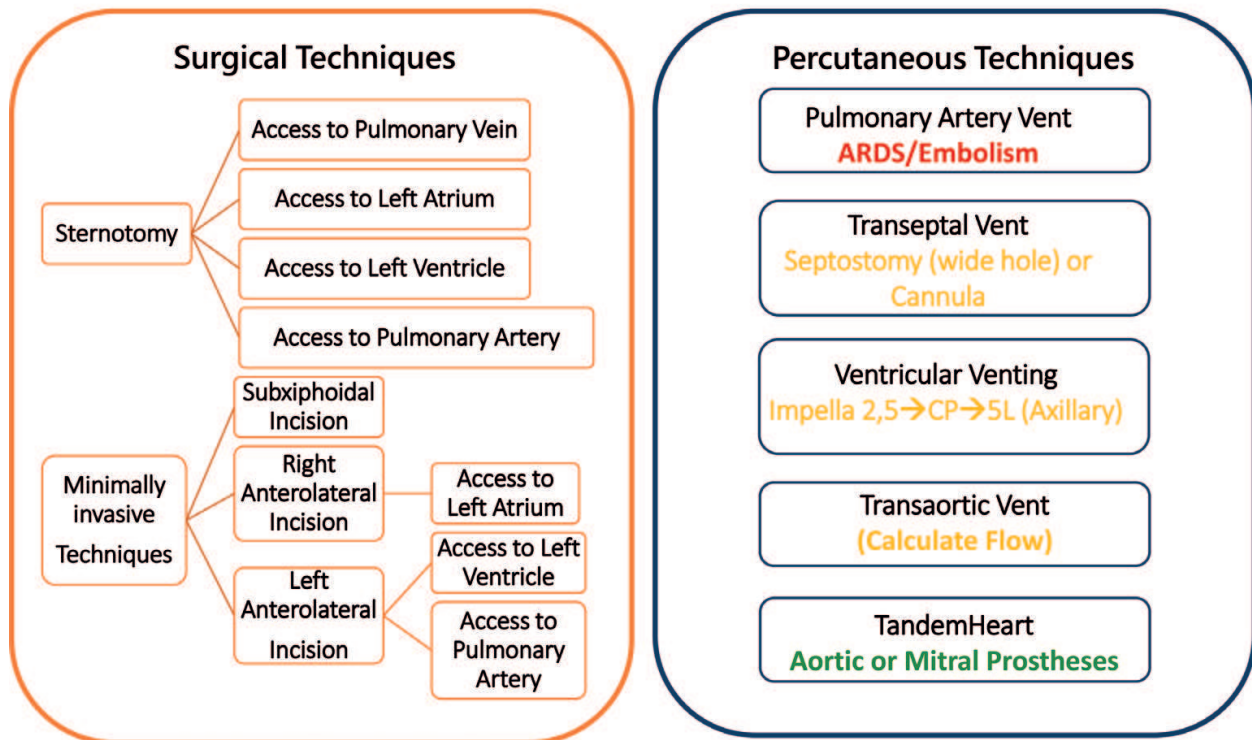 Surgical Techniques
Sternotomy
Access to Pulmonary Vein
Access to Left Atrium
Access to Left Ventricle
Access to Pulmonary Artery
Minimally
invasive
Techniques
Subxiphoidal
Incision
Right
Anterolateral
Incision
Access to
Left Atrium
Left
Anterolateral
Incision
Access to Left
Ventricle
Access to
Pulmonary
Artery
Percutaneous Techniques
Pulmonary Artery Vent
ARDS/Embolism
Transeptal Vent
Septostomy (wide hole) or
Cannula
Ventricular Venting
Impella 2,5→CP→5L (Axillary)
Transaortic Vent
(Calculate Flow)
TandemHeart
Aortic or Mitral Prostheses